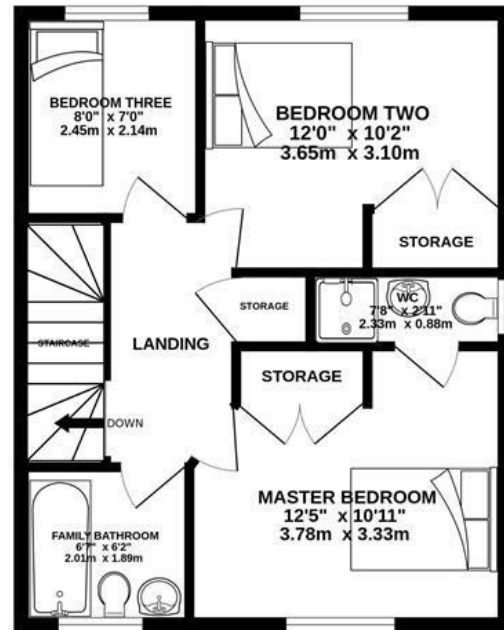 BEDROOM THREE
8'0" x 7'0"
2.45m x 2.14m
BEDROOM TWO
12'0" x 10'2"
3.65m x 3.10m
STORAGE
STORAGE
WC
7'8" x 2'11"
2.33m x 0.88m
STAIRCASE
LANDING
STORAGE
DOWN
MASTER BEDROOM
12'5" x 10'11"
3.78m x 3.33m
FAMILY BATHROOM
6'7" x 6'2"
2.01m x 1.89m